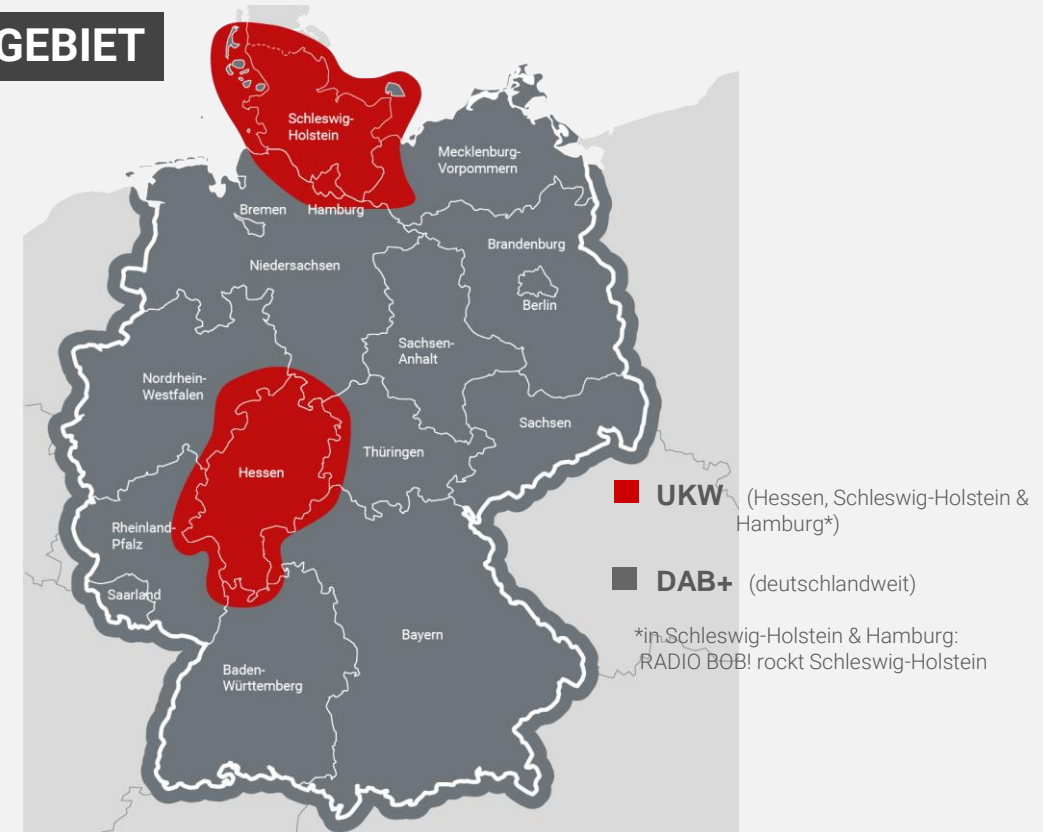 GEBIET
Schleswig-
Holstein
Mecklenburg-
Vorpommern
Bremen
Hamburg
Brandenburg
Niedersachsen
Berlin
Sachsen-
Anhalt
Nordrhein-
Westfalen
Sachsen
Thüringen
Hessen
UKW (Hessen, Schleswig-Holstein &
Hamburg*)
Rheinland-
Pfalz
DAB+ (deutschlandweit)
Saarland
*in Schleswig-Holstein & Hamburg:
RADIO BOB! rockt Schleswig-Holstein
Bayern
Baden-
Württemberg